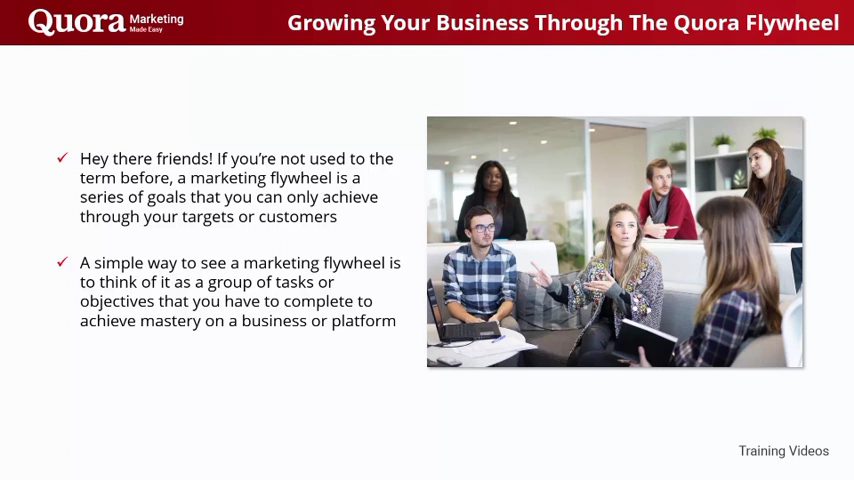 Quora Marketing
Made Easy
Growing Your Business Through The Quora Flywheel
✓ Hey there friends! If you’re not used to the
term before, a marketing flywheel is a
series of goals that you can only achieve
through your targets or customers
✓ A simple way to see a marketing flywheel is
to think of it as a group of tasks or
objectives that you have to complete to
achieve mastery on a business or platform
Training Videos